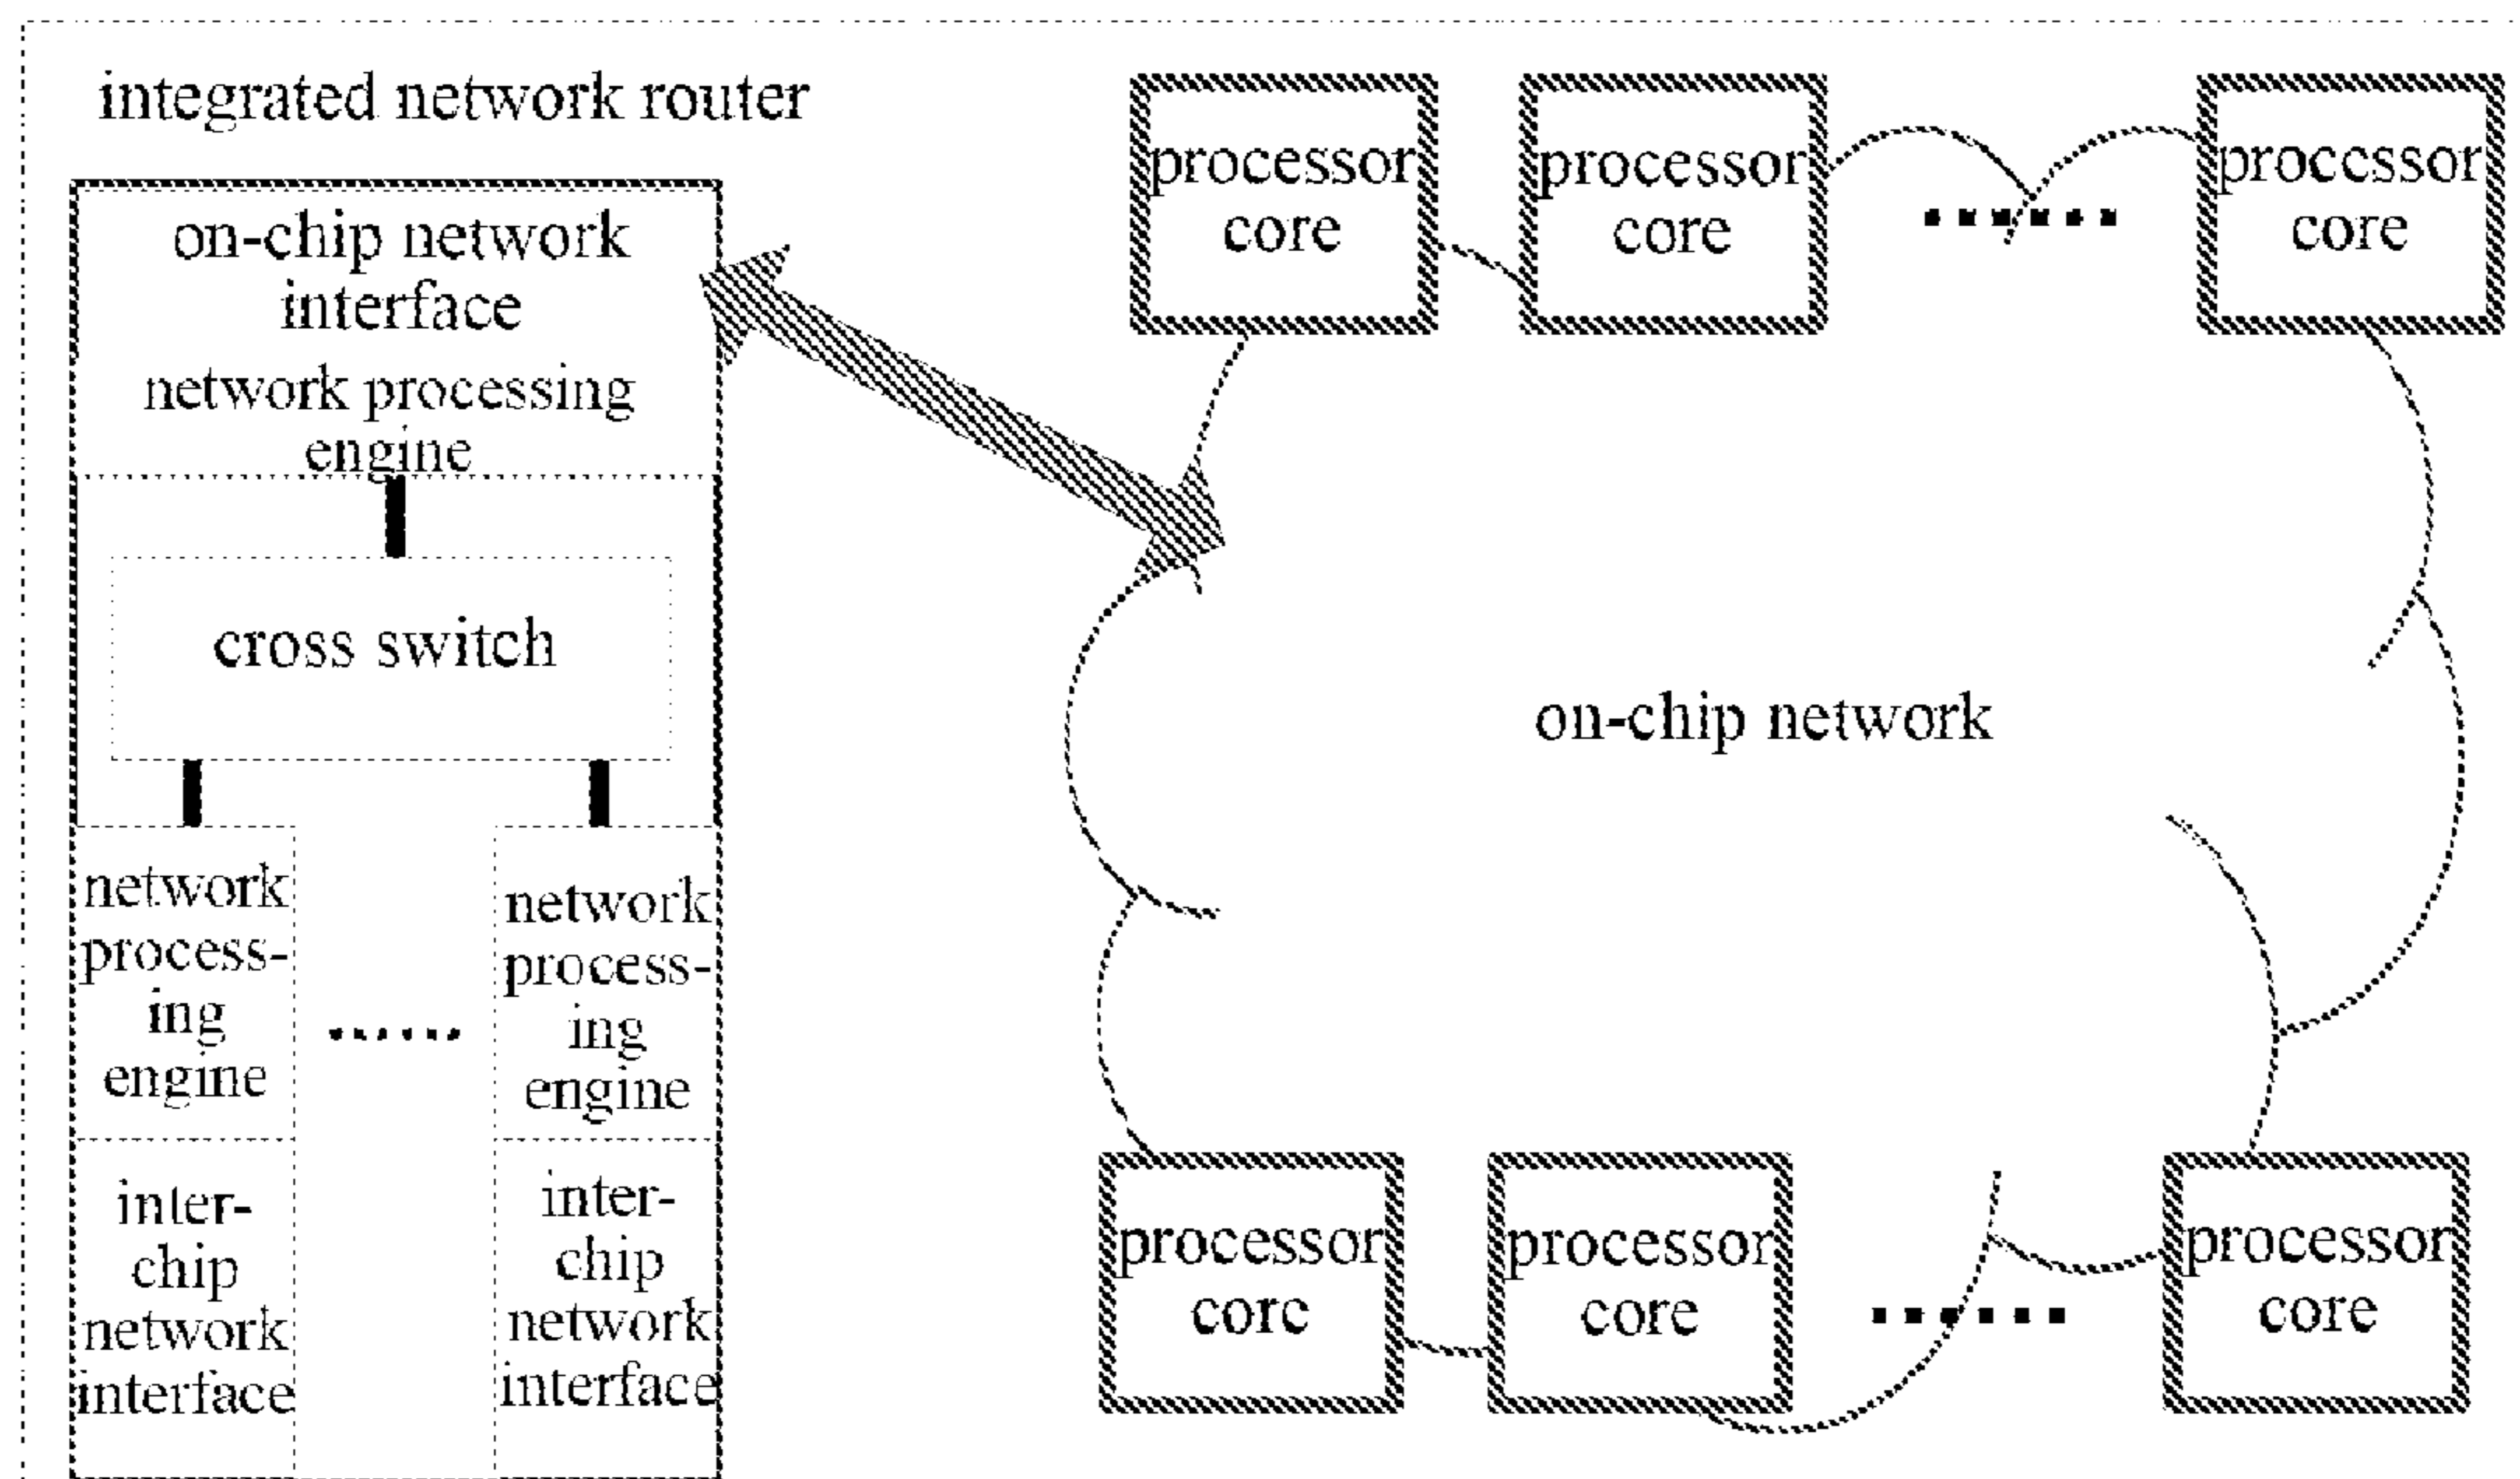 integrated network router
on-chip network
interface
network processing
engine
cross switch
network
process-
ing
engine
......
network
process-
ing
engine
inter-
chip
network
interface
inter-
chip
network
interface
processor
core
processor
core
......
processor
core
on-chip network
processor
core
processor
core
......
processor
core